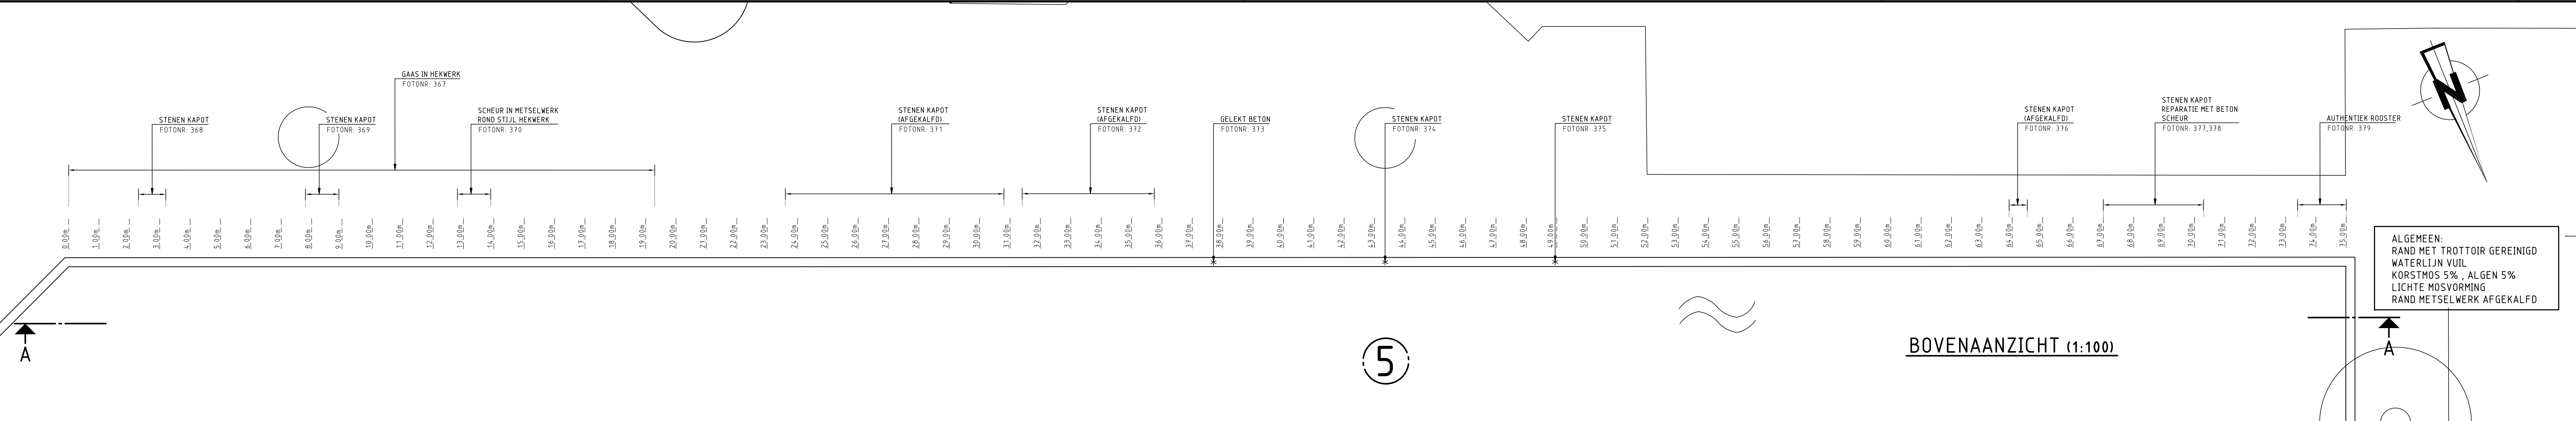 GAAS IN HEKWERK
FOTONR: 367
STENEN KAPOT
FOTONR: 368
STENEN KAPOT
FOTONR: 369
SCHEUR IN METSELWERK
ROND STIJL HEKWERK
FOTONR: 370
STENEN KAPOT
(AFGEKALFD)
FOTONR: 371
STENEN KAPOT
(AFGEKALFD)
FOTONR: 372
GELEKT BETON
FOTONR: 373
STENEN KAPOT
FOTONR: 374
STENEN KAPOT
FOTONR: 375
STENEN KAPOT
(AFGEKALFD)
FOTONR: 376
STENEN KAPOT
REPARATIE MET BETON
SCHEUR
FOTONR: 377,378
AUTHENTIEK ROOSTER
FOTONR: 379
N
0.00m
1.00m
2.00m
3.00m
4.00m
5.00m
6.00m
7.00m
8.00m
9.00m
10.00m
11.00m
12.00m
13.00m
14.00m
15.00m
16.00m
17.00m
18.00m
19.00m
20.00m
21.00m
22.00m
23.00m
24.00m
25.00m
26.00m
27.00m
28.00m
29.00m
30.00m
31.00m
32.00m
33.00m
34.00m
35.00m
36.00m
37.00m
38.00m
39.00m
40.00m
41.00m
42.00m
43.00m
44.00m
45.00m
46.00m
47.00m
48.00m
49.00m
50.00m
51.00m
52.00m
53.00m
54.00m
55.00m
56.00m
57.00m
58.00m
59.00m
60.00m
61.00m
62.00m
63.00m
64.00m
65.00m
66.00m
67.00m
68.00m
69.00m
70.00m
71.00m
72.00m
73.00m
74.00m
75.00m
ALGEMEEN:
RAND MET TROTTOIR GEREINIGD
WATERLIJN VUIL
KORSTMOS 5% , ALGEN 5%
LICHTE MOSVORMING
RAND METSELWERK AFGEKALFD
A
5
BOVENAANZICHT (1:100)
A